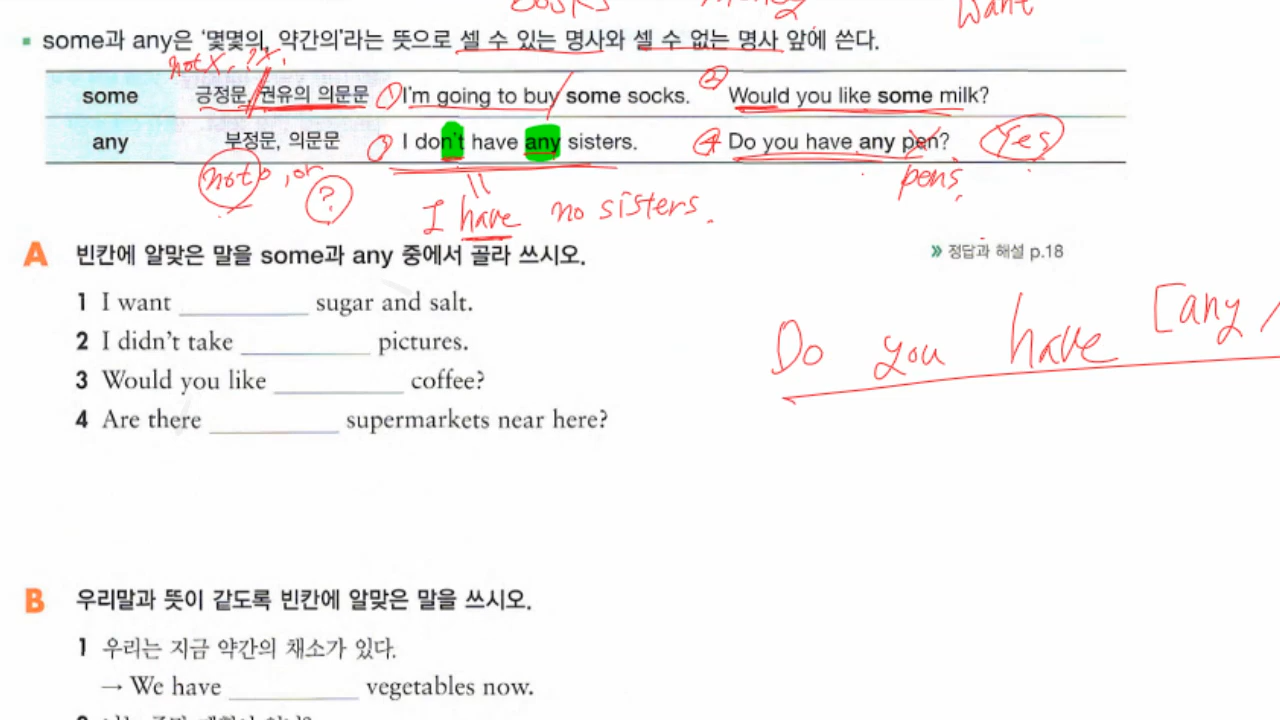 want
some과 any은 '몇몇의, 약간의'라는 뜻으로 셀 수 있는 명사와 셀 수 없는 명사 앞에 쓴다.
not x, ? x,
some 긍정문, 권유의 의문문 ① I'm going to buy some socks. ② Would you like some milk?
any 부정문, 의문문 I don't have any sisters. ④ Do you have any pen? Yes
not o, or ? pens,
I have no sisters.
A 빈칸에 알맞은 말을 some과 any 중에서 골라 쓰시오. » 정답과 해설 p.18
1 I want ________ sugar and salt.
2 I didn't take ________ pictures.
3 Would you like ________ coffee?
4 Are there ________ supermarkets near here?
Do you have [any /
B 우리말과 뜻이 같도록 빈칸에 알맞은 말을 쓰시오.
1 우리는 지금 약간의 채소가 있다.
→ We have ________ vegetables now.